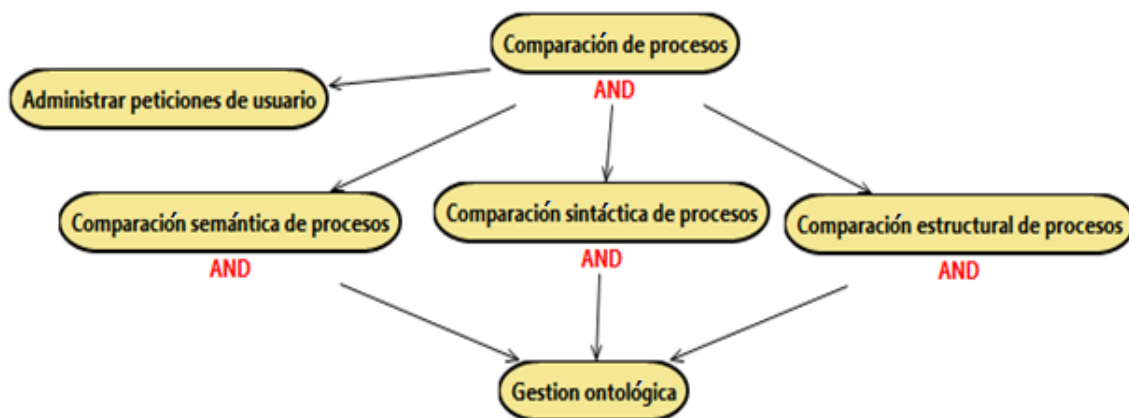 Comparación de procesos
AND
Administrar peticiones de usuario
Comparación semántica de procesos
AND
Comparación sintáctica de procesos
AND
Comparación estructural de procesos
AND
Gestion ontológica